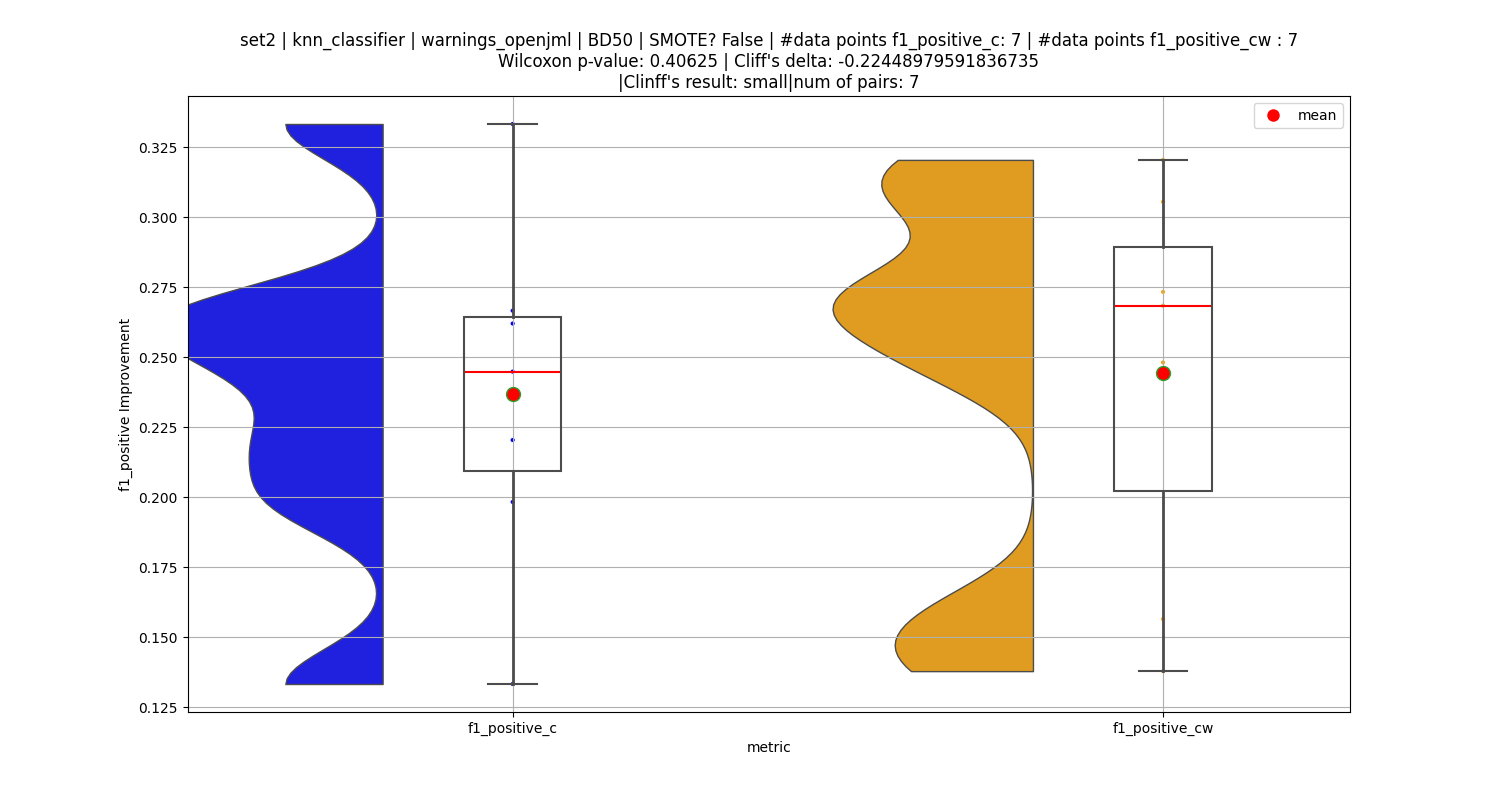 set2 | knn_classifier | warnings_openjml | BD50 | SMOTE? False | #data points f1_positive_c: 7 | #data points f1_positive_cw : 7
Wilcoxon p-value: 0.40625 | Cliff's delta: -0.22448979591836735
|Clinff's result: small|num of pairs: 7
mean
0.325
0.300
0.275
0.250
0.225
0.200
0.175
0.150
0.125
f1_positive Improvement
f1_positive_c
f1_positive_cw
metric